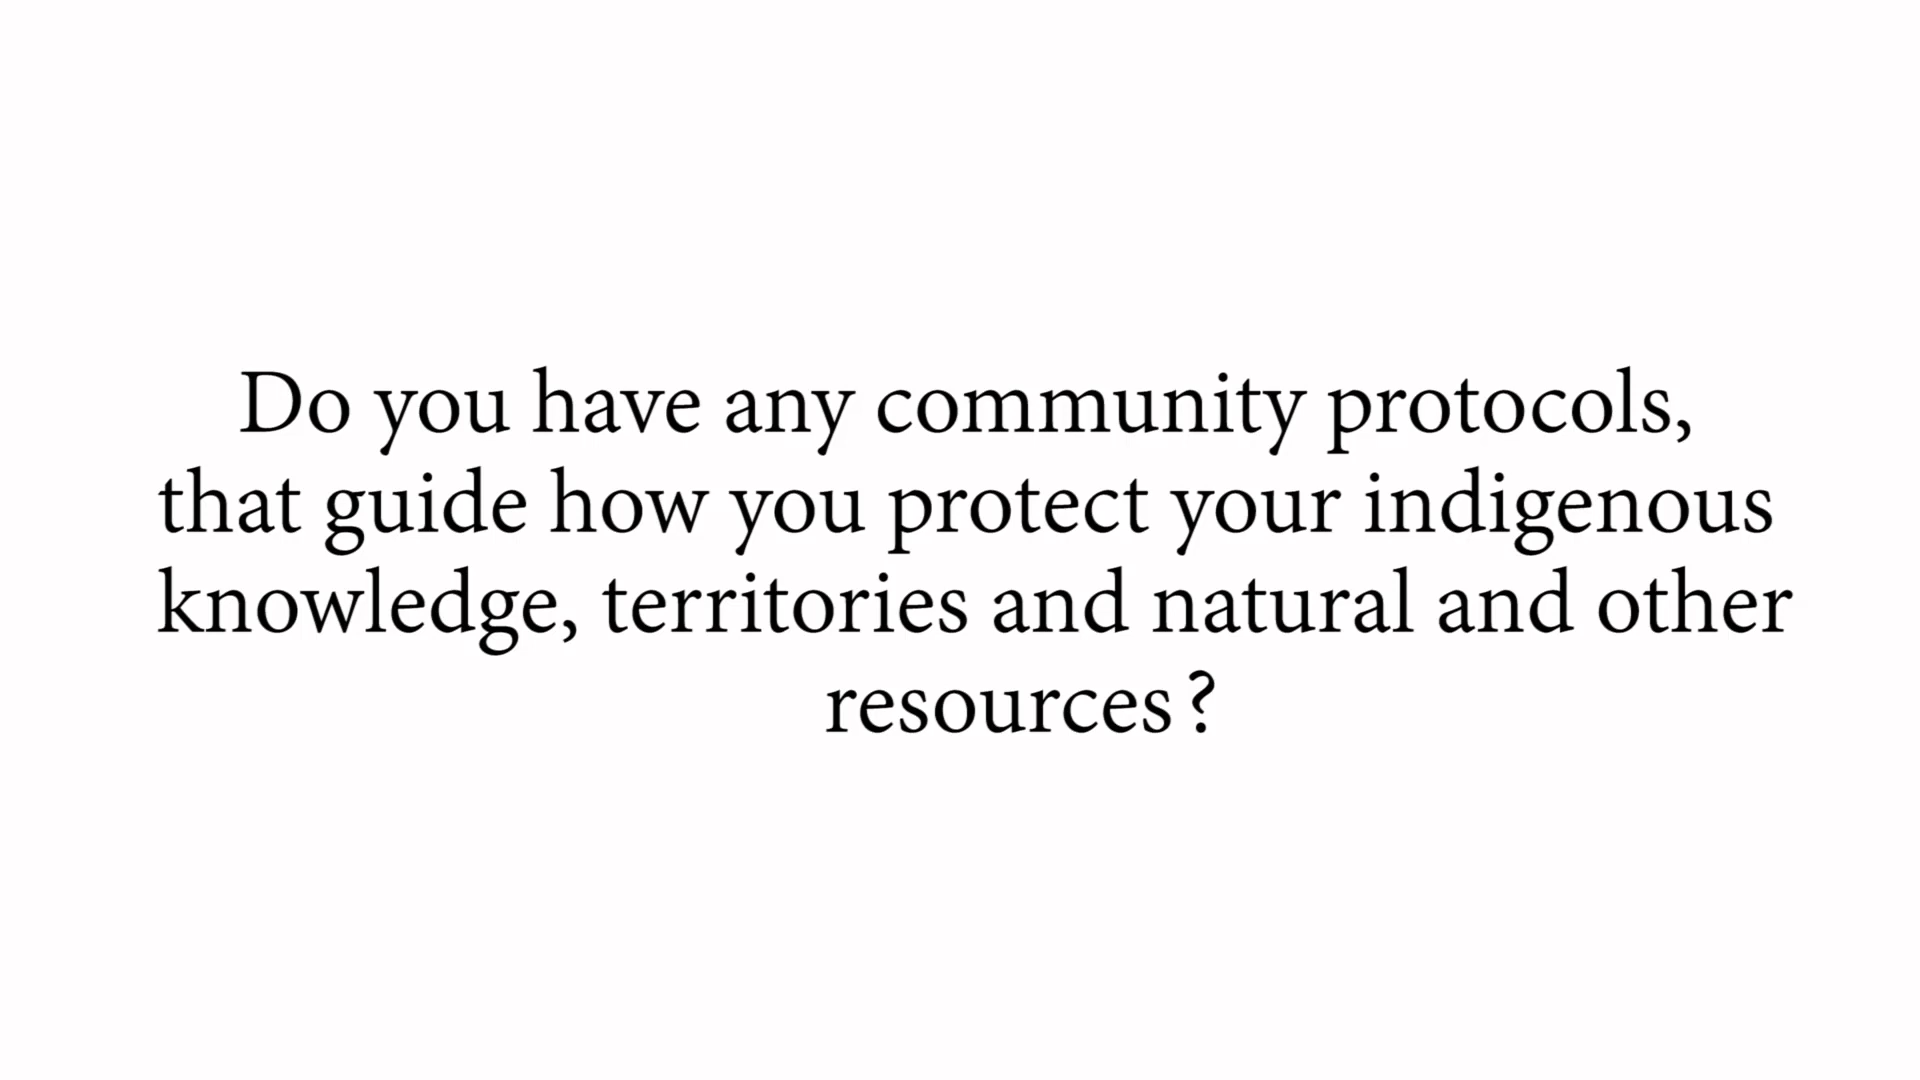 Do you have any community protocols,
that guide how you protect your indigenous
knowledge, territories and natural and other
resources ?